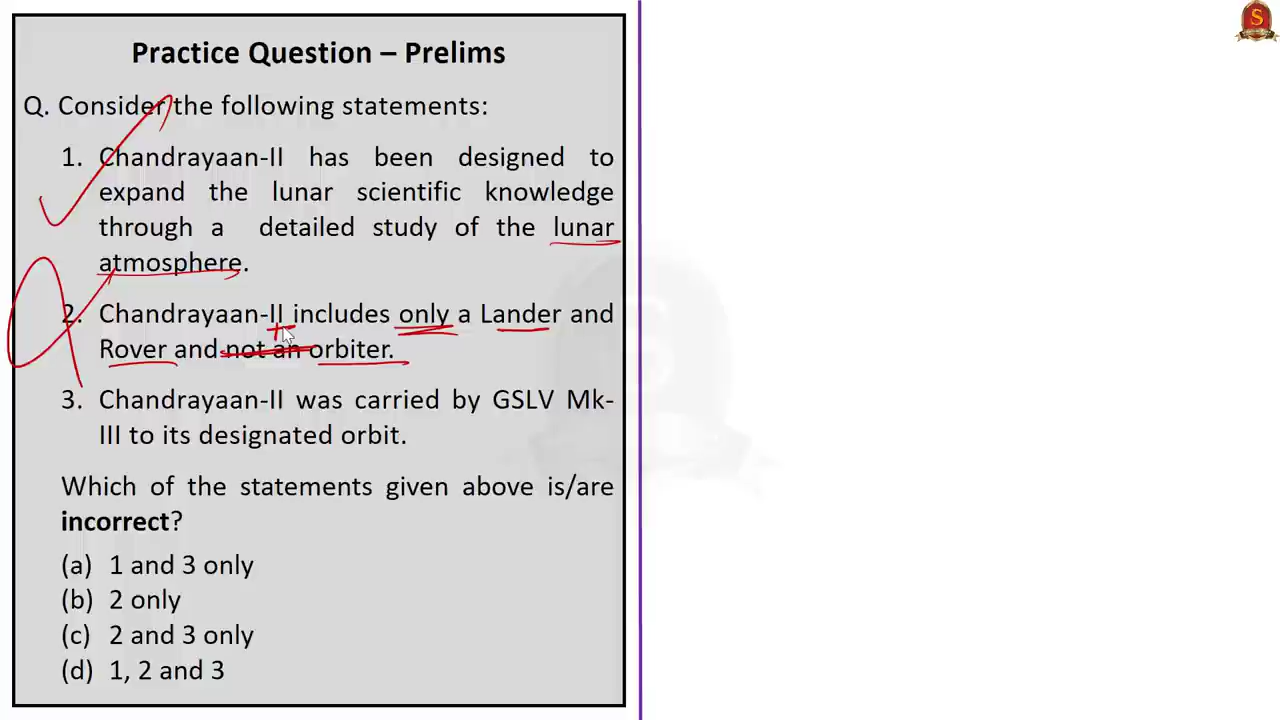 Practice Question – Prelims
Q. Consider the following statements:
1. Chandrayaan-II has been designed to
expand the lunar scientific knowledge
through a detailed study of the lunar
atmosphere.
2. Chandrayaan-II includes only a Lander and
Rover and not an orbiter.
3. Chandrayaan-II was carried by GSLV Mk-
III to its designated orbit.
Which of the statements given above is/are
incorrect?
(a) 1 and 3 only
(b) 2 only
(c) 2 and 3 only
(d) 1, 2 and 3
S